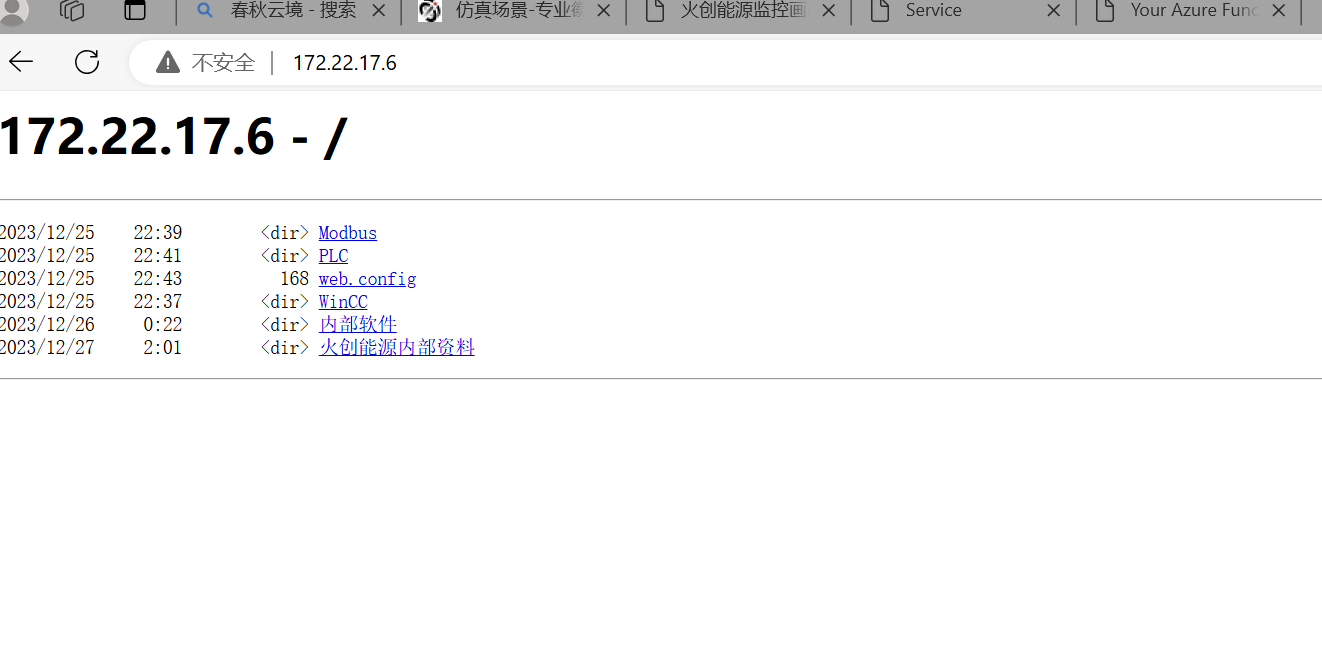 春秋云境 - 搜索
仿真场景-专业
火创能源监控画
Service
Your Azure Func
不安全 172.22.17.6
172.22.17.6 - /
2023/12/25 22:39 <dir> Modbus
2023/12/25 22:41 <dir> PLC
2023/12/25 22:43 168 web.config
2023/12/25 22:37 <dir> WinCC
2023/12/26 0:22 <dir> 内部软件
2023/12/27 2:01 <dir> 火创能源内部资料